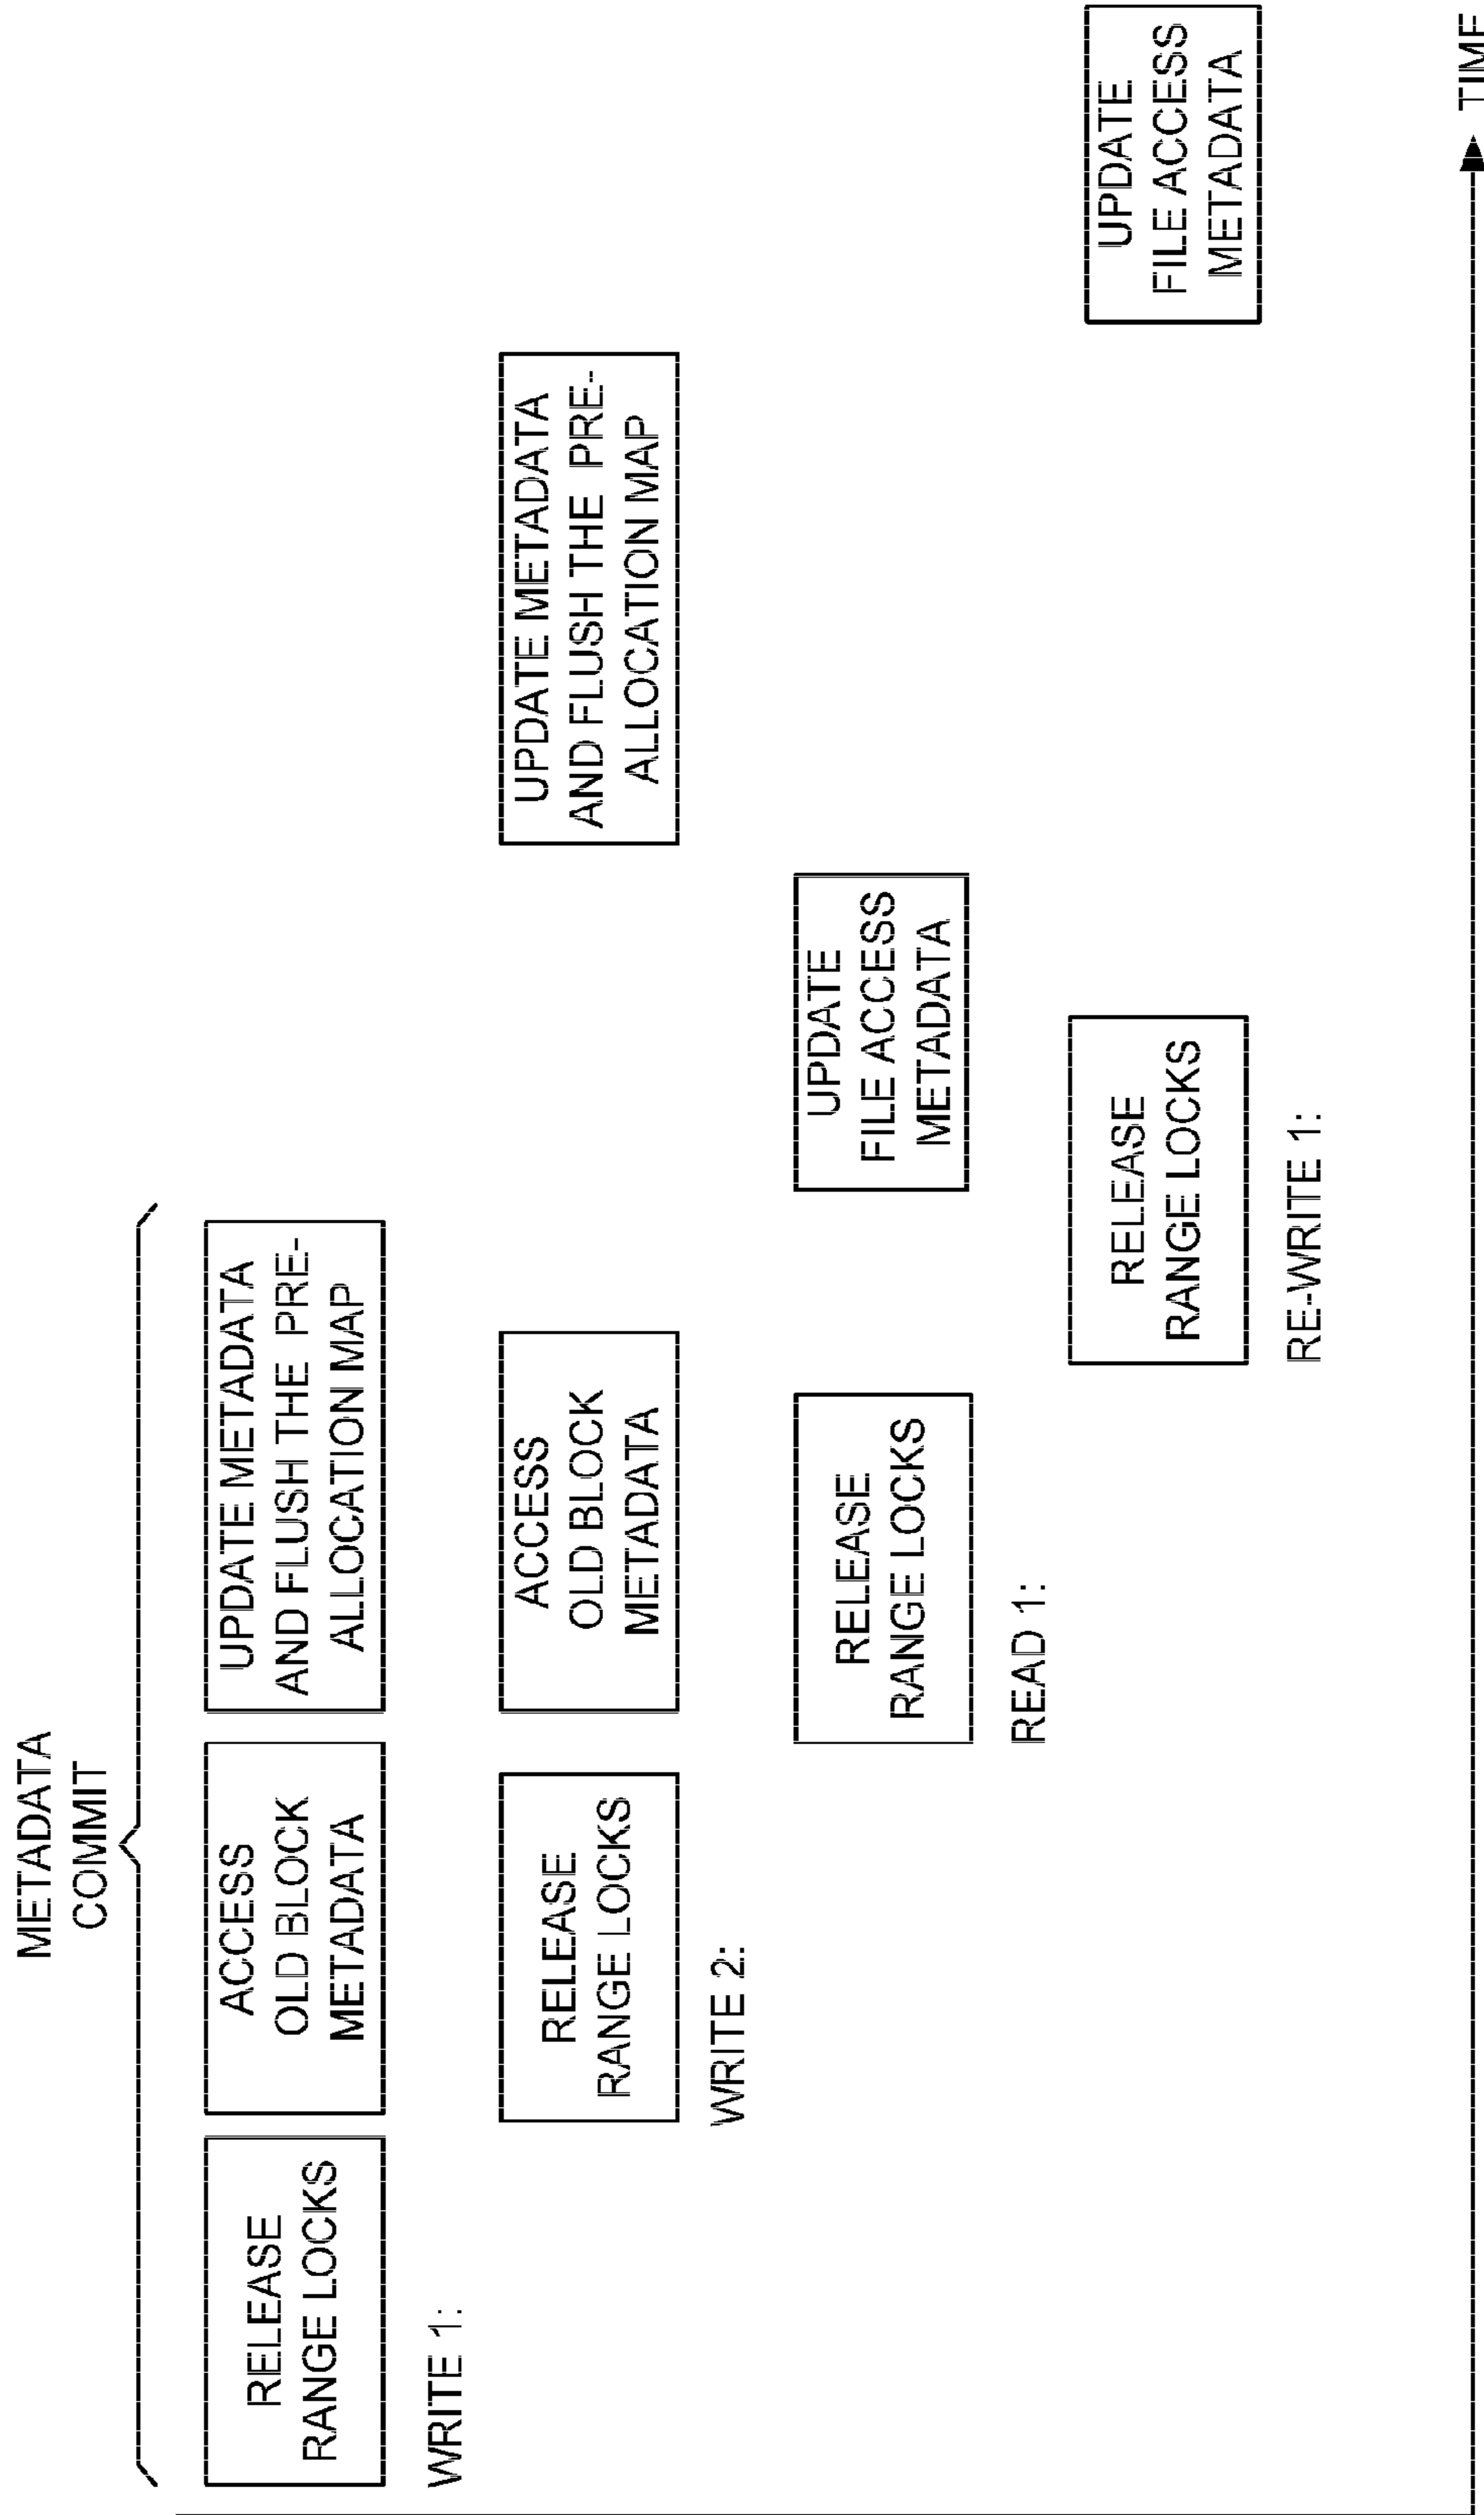 METADATA
COMMIT
RELEASE
RANGE LOCKS
ACCESS
OLD BLOCK
METADATA
UPDATE METADATA
AND FLUSH THE PRE-
ALLOCATION MAP
WRITE 1:
RELEASE
RANGE LOCKS
ACCESS
OLD BLOCK
METADATA
UPDATE METADATA
AND FLUSH THE PRE-
ALLOCATION MAP
WRITE 2:
RELEASE
RANGE LOCKS
UPDATE
FILE ACCESS
METADATA
READ 1:
RELEASE
RANGE LOCKS
UPDATE
FILE ACCESS
METADATA
RE-WRITE 1:
TIME